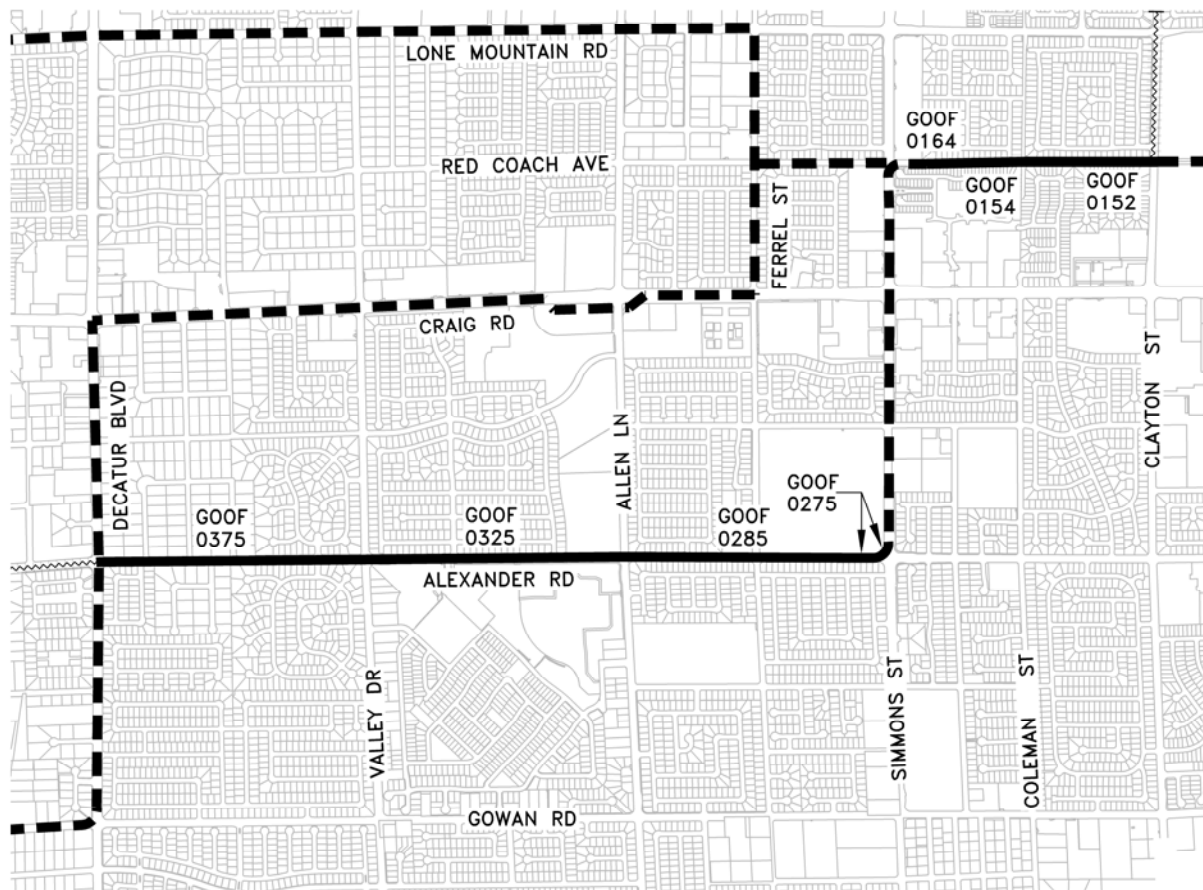 LONE MOUNTAIN RD
GOOF
0164
RED COACH AVE
GOOF
0154
GOOF
0152
FERREL ST
CRAIG RD
CLAYTON ST
DECATUR BLVD
ALLEN LN
GOOF
0275
GOOF
0375
GOOF
0325
GOOF
0285
ALEXANDER RD
VALLEY DR
SIMMONS ST
COLEMAN ST
GOWAN RD